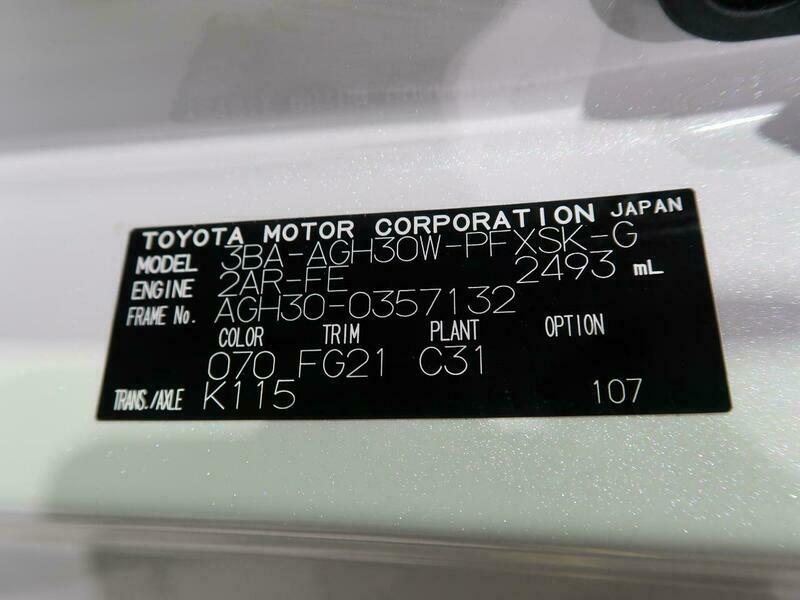 TOYOTA MOTOR CORPORATION JAPAN
MODEL 3BA-AGH30W-PFXSK-G
ENGINE 2AR-FE 2493 mL
FRAME No. AGH30-0357132
COLOR TRIM PLANT OPTION
070 FG21 C31
TRANS./AXLE K115 107